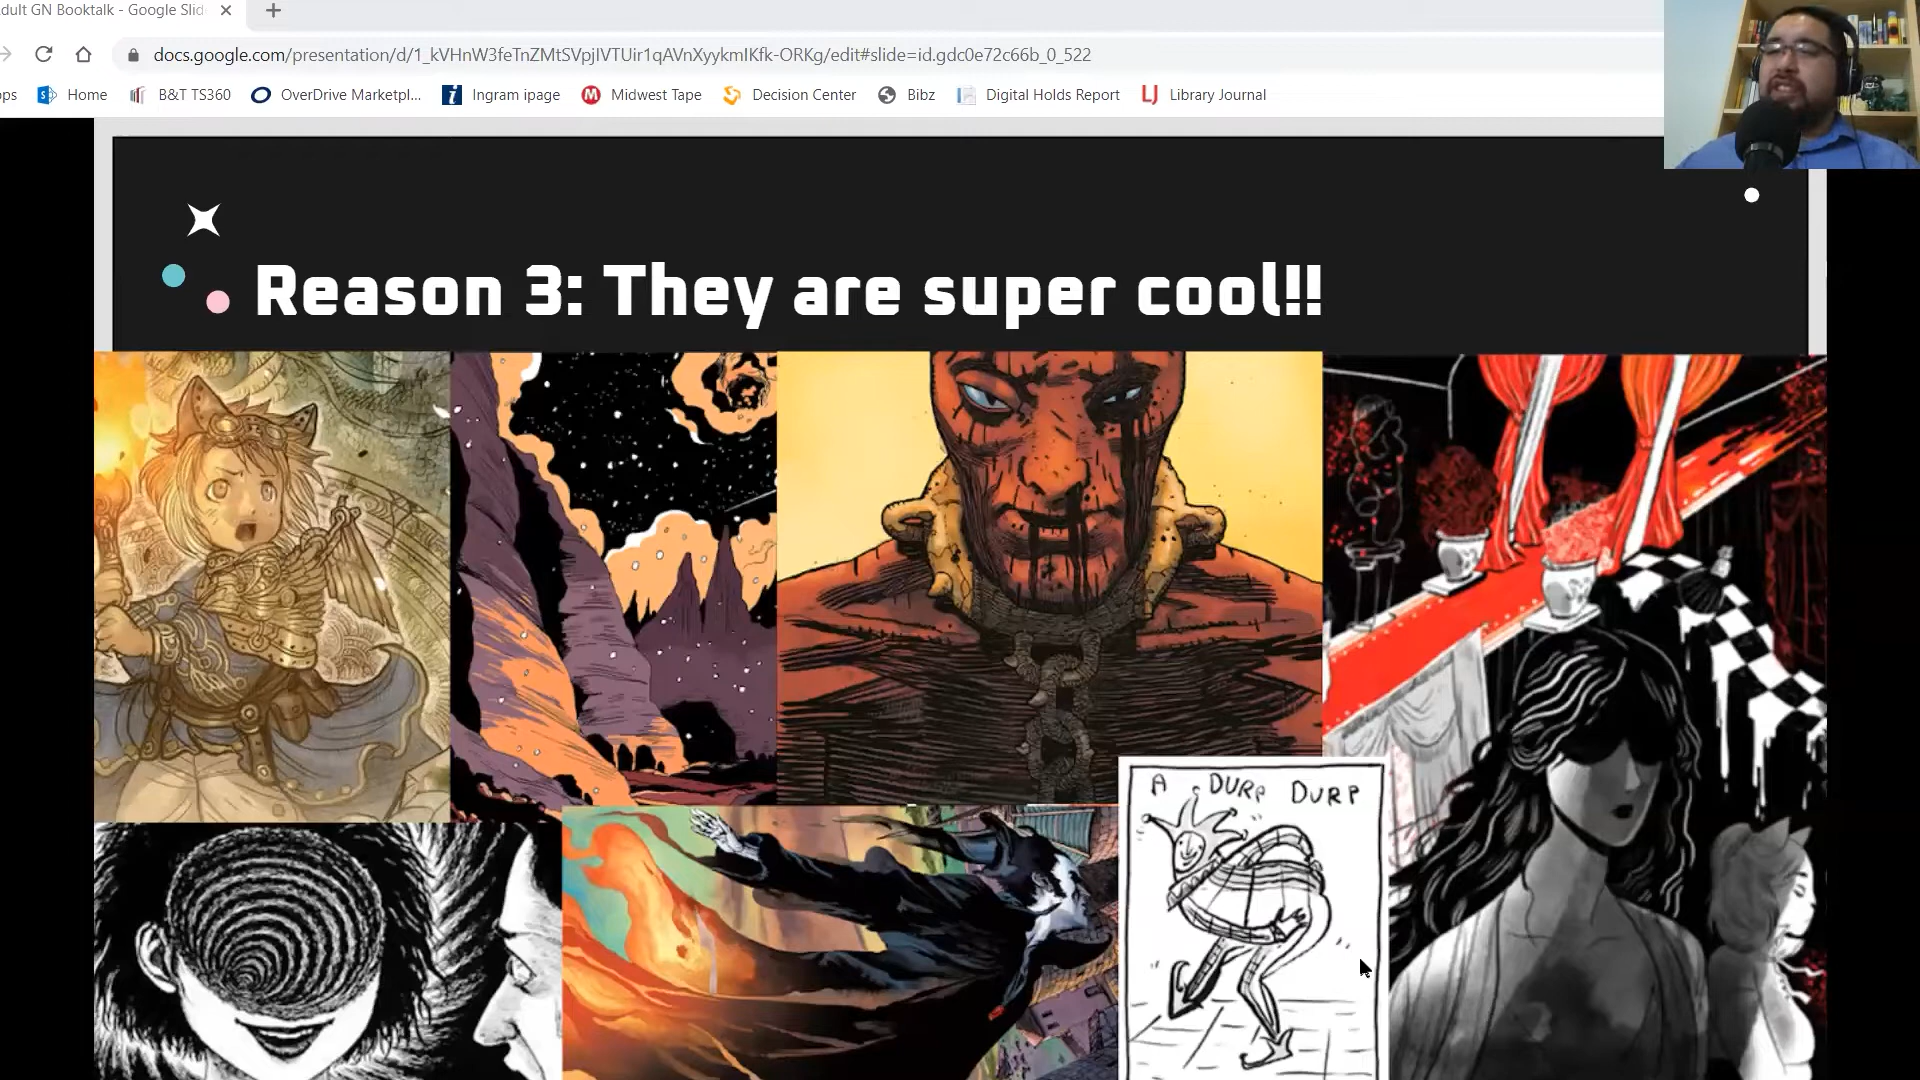 dult GN Booktalk - Google Slid
docs.google.com/presentation/d/1_kVHnW3feTnZMtSVpjIVTUir1qAVnXyykmIKfk-ORKg/edit#slide=id.gdc0e72c66b_0_522
ps Home B&T TS360 OverDrive Marketpl... Ingram ipage Midwest Tape Decision Center Bibz Digital Holds Report Library Journal
Reason 3: They are super cool!!
A DURP DURP